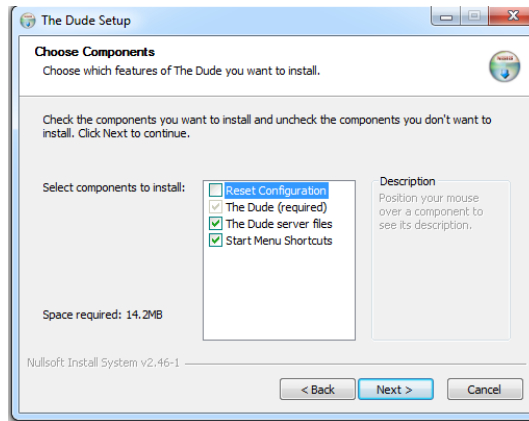 The Dude Setup
Choose Components
Choose which features of The Dude you want to install.
Check the components you want to install and uncheck the components you don't want to
install. Click Next to continue.
Select components to install:
Reset Configuration
The Dude (required)
The Dude server files
Start Menu Shortcuts
Description
Position your mouse
over a component to
see its description.
Space required: 14.2MB
Nullsoft Install System v2.46-1
< Back
Next >
Cancel